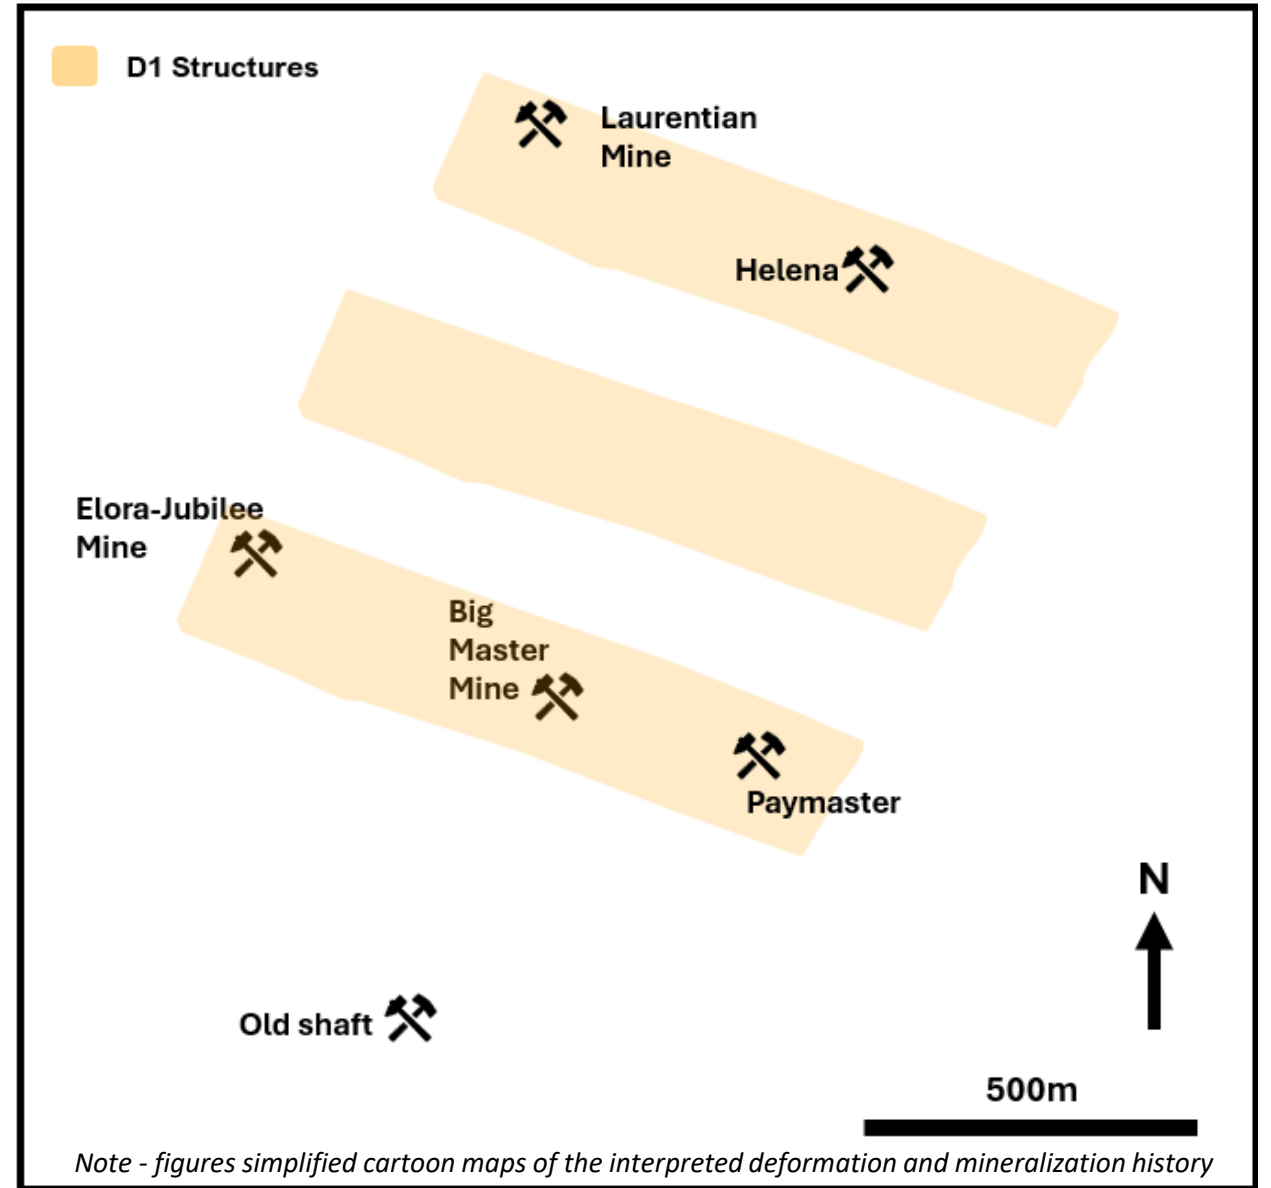 D1 Structures
Laurentian
Mine
Helena
Elora-Jubilee
Mine
Big
Master
Mine
Paymaster
N
Old shaft
500m
Note - figures simplified cartoon maps of the interpreted deformation and mineralization history